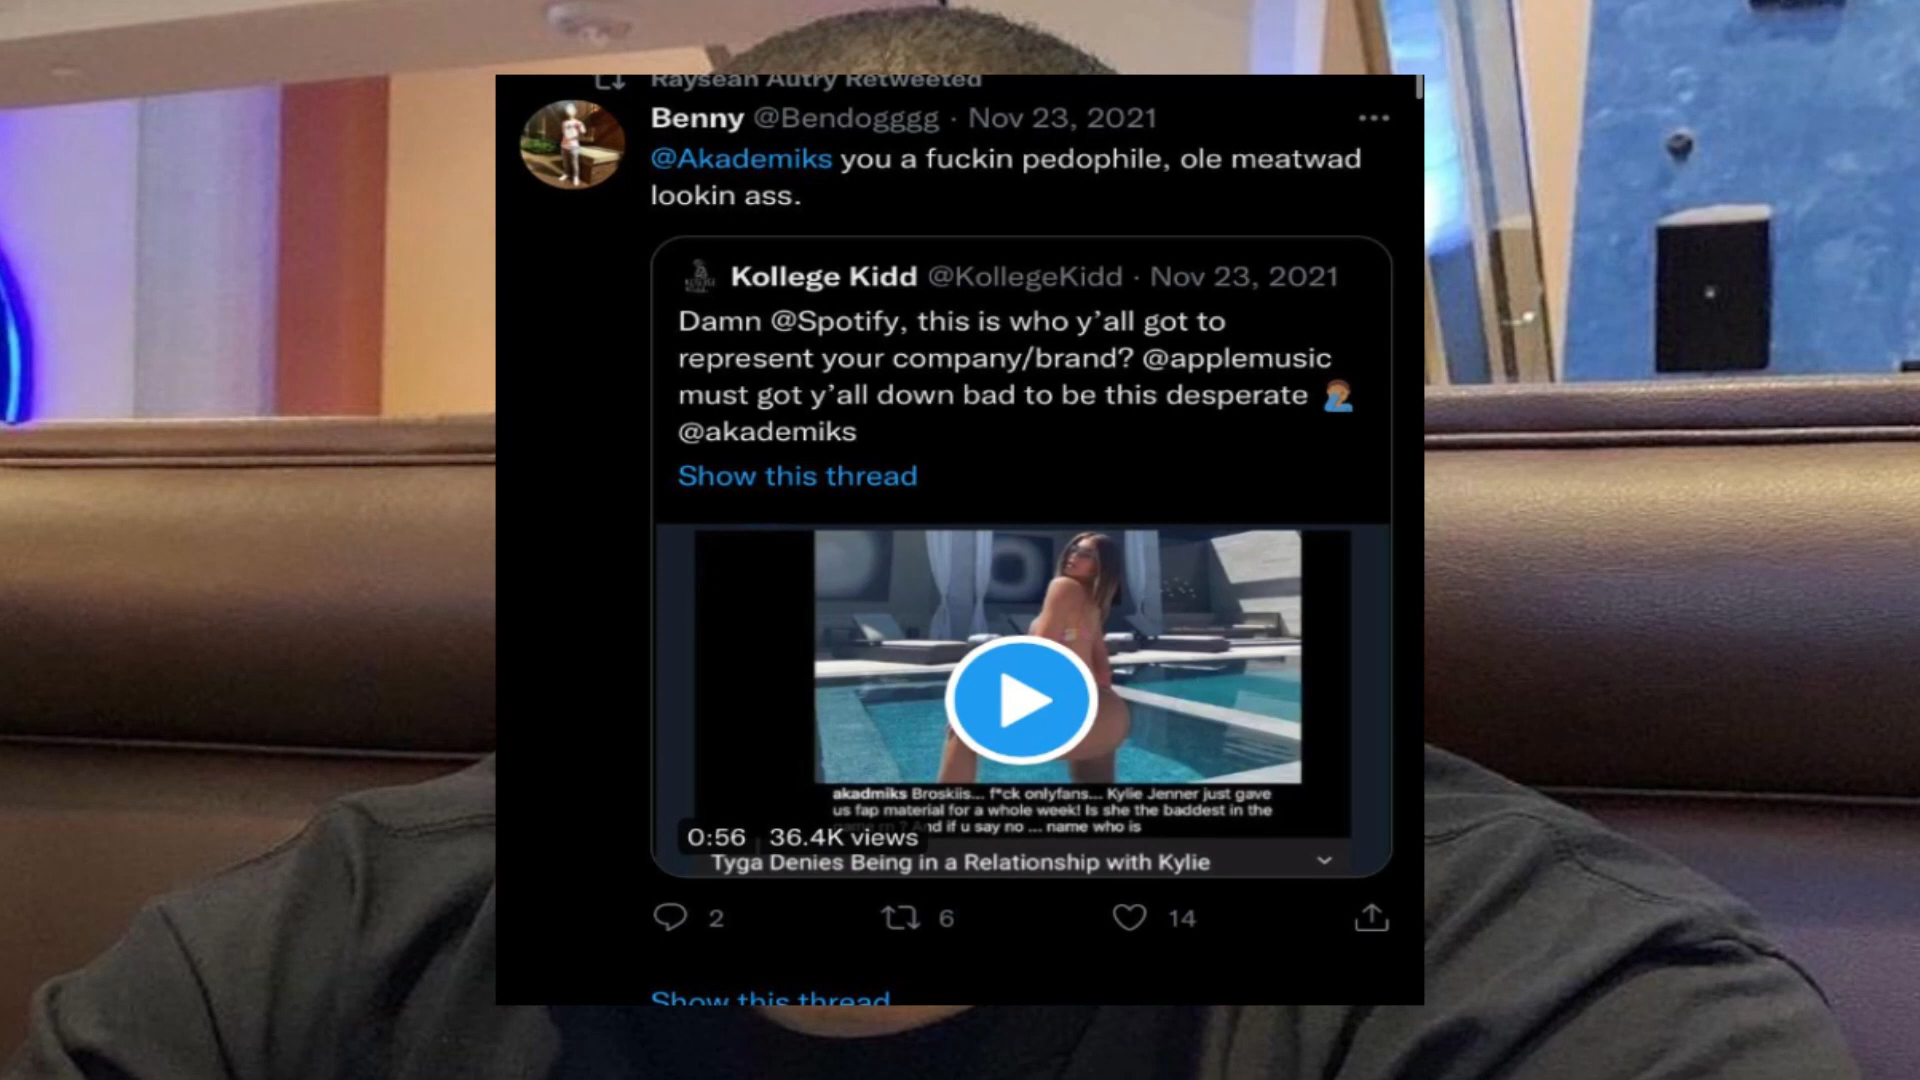 Raysean Autry Retweeted
Benny @Bendogggg · Nov 23, 2021
@Akademiks you a fuckin pedophile, ole meatwad
lookin ass.
Kollege Kidd @KollegeKidd · Nov 23, 2021
Damn @Spotify, this is who y’all got to
represent your company/brand? @applemusic
must got y’all down bad to be this desperate 🤦🏾‍♂️
@akademiks
Show this thread
akadmiks Broskiis... f*ck onlyfans... Kylie Jenner just gave
us fap material for a whole week! Is she the baddest in the
And if u say no ... name who is
0:56 36.4K views
Tyga Denies Being in a Relationship with Kylie
2 6 14
Show this thread